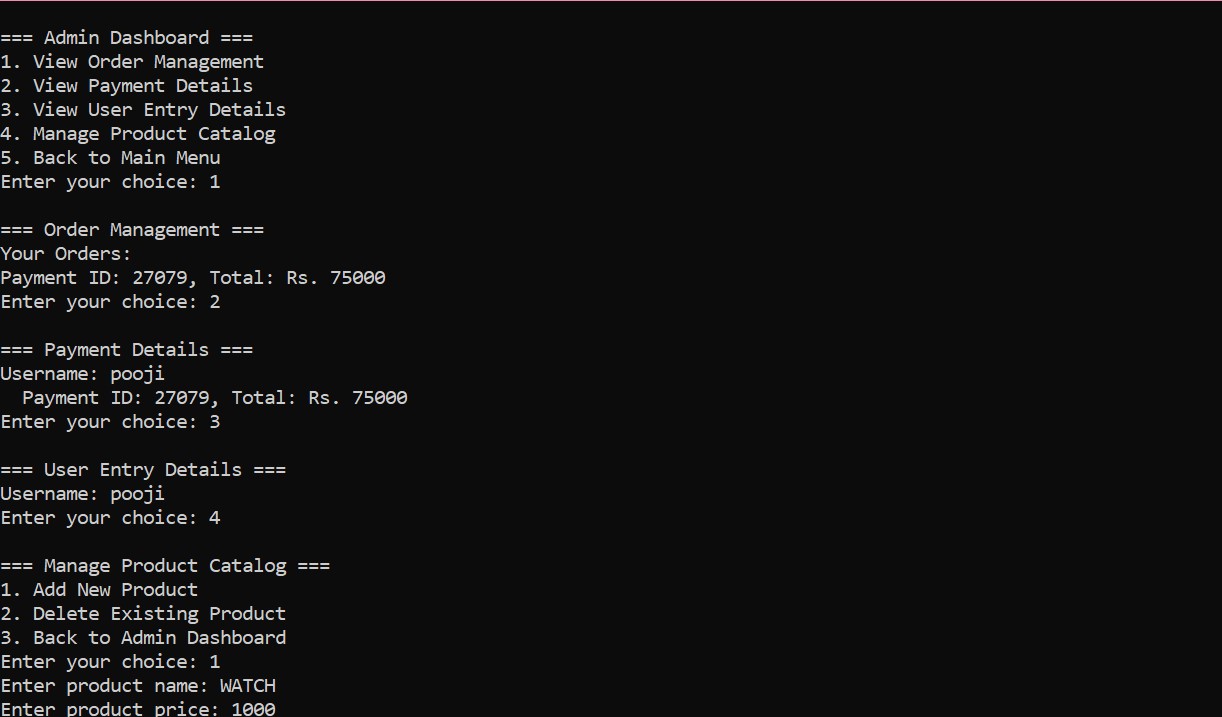 === Admin Dashboard ===
1. View Order Management
2. View Payment Details
3. View User Entry Details
4. Manage Product Catalog
5. Back to Main Menu
Enter your choice: 1
=== Order Management ===
Your Orders:
Payment ID: 27079, Total: Rs. 75000
Enter your choice: 2
=== Payment Details ===
Username: pooji
  Payment ID: 27079, Total: Rs. 75000
Enter your choice: 3
=== User Entry Details ===
Username: pooji
Enter your choice: 4
=== Manage Product Catalog ===
1. Add New Product
2. Delete Existing Product
3. Back to Admin Dashboard
Enter your choice: 1
Enter product name: WATCH
Enter product price: 1000